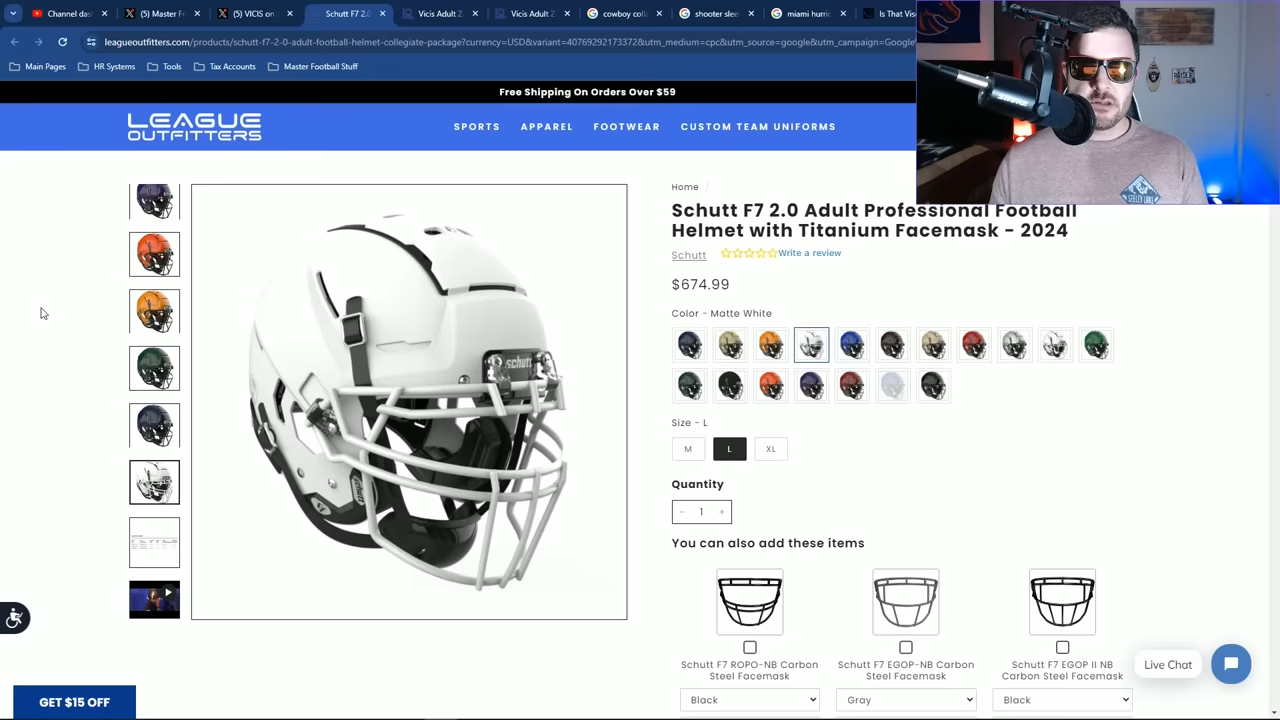 Channel das
(5) Master F
(5) VICIS on
Schutt F7 2.0
Vicis Adult Z
Vicis Adult Z
cowboy coll
shooter slee
miami hurric
Is That Viso
leagueoutfitters.com/products/schutt-f7-2-0-adult-football-helmet-collegiate-package?currency=USD&variant=40769292173372&utm_medium=cpc&utm_source=google&utm_campaign=Google
Main Pages
HR Systems
Tools
Tax Accounts
Master Football Stuff
Free Shipping On Orders Over $59
LEAGUE
OUTFITTERS
SPORTS
APPAREL
FOOTWEAR
CUSTOM TEAM UNIFORMS
Home /
Schutt F7 2.0 Adult Professional Football
Helmet with Titanium Facemask - 2024
Schutt
Write a review
$674.99
Color - Matte White
Size - L
M
L
XL
Quantity
− 1 +
You can also add these items
Schutt F7 ROPO-NB Carbon
Steel Facemask
Schutt F7 EGOP-NB Carbon
Steel Facemask
Schutt F7 EGOP II NB
Carbon Steel Facemask
Black
Gray
Black
schutt
SHURE
SEELEY LAKE
GET $15 OFF
Live Chat